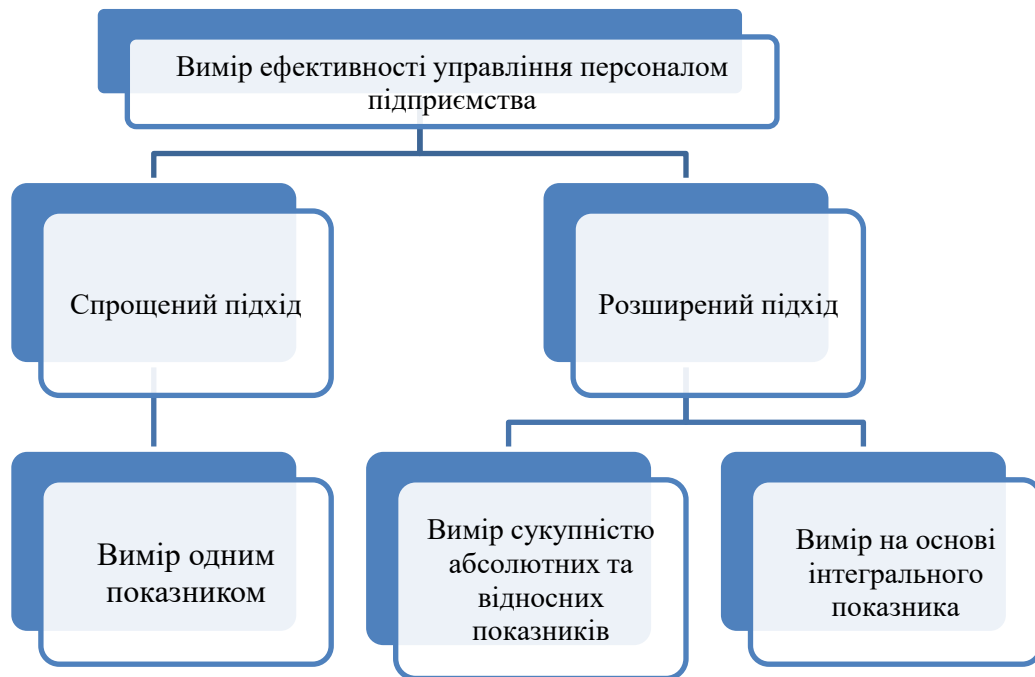 Вимір ефективності управління персоналом
підприємства
Спрощений підхід
Розширений підхід
Вимір одним
показником
Вимір сукупністю
абсолютних та
відносних
показників
Вимір на основі
інтегрального
показника